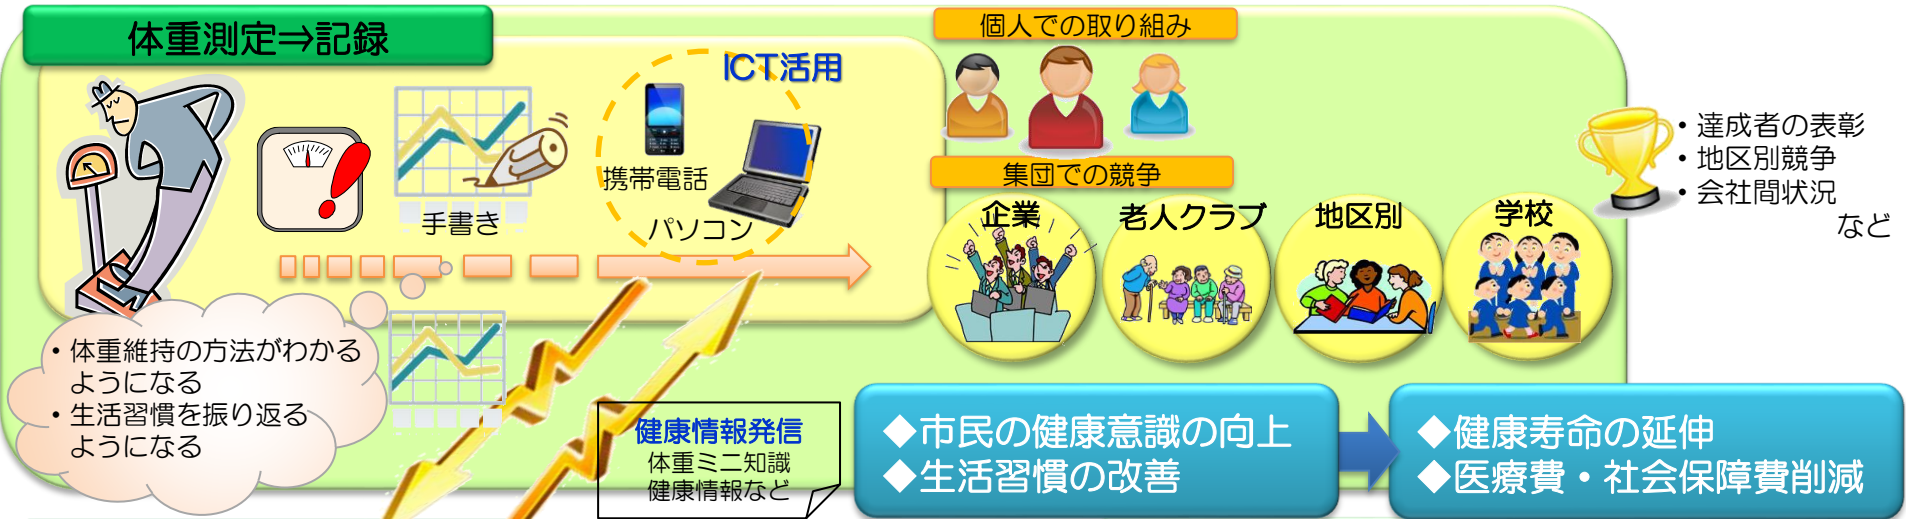 体重測定⇒記録
ICT活用
携帯電話
パソコン
手書き
・体重維持の方法がわかる
ようになる
・生活習慣を振り返る
ようになる
健康情報発信
体重ミニ知識
健康情報など
個人での取り組み
集団での競争
企業
老人クラブ
地区別
学校
・達成者の表彰
・地区別競争
・会社間状況
など
◆市民の健康意識の向上
◆生活習慣の改善
◆健康寿命の延伸
◆医療費・社会保障費削減